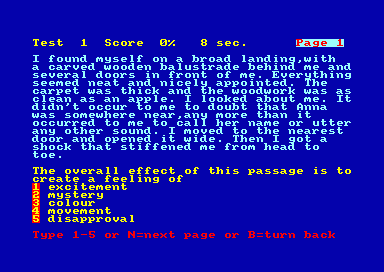 Test 1 Score 0% 8 sec. Page 1
I found myself on a broad landing,with
a carved wooden balustrade behind me and
several doors in front of me. Everything
seemed neat and nicely appointed. The
carpet was thick and the woodwork was as
clean as an apple. I looked about me. It
didn't occur to me to doubt that Anna
was somewhere near,any more than it
occurred to me to call her name or utter
any other sound. I moved to the nearest
door and opened it wide. Then I got a
shock that stiffened me from head to
toe.
The overall effect of this passage is to
create a feeling of
1 excitement
2 mystery
3 colour
4 movement
5 disapproval
Type 1-5 or N=next page or B=turn back